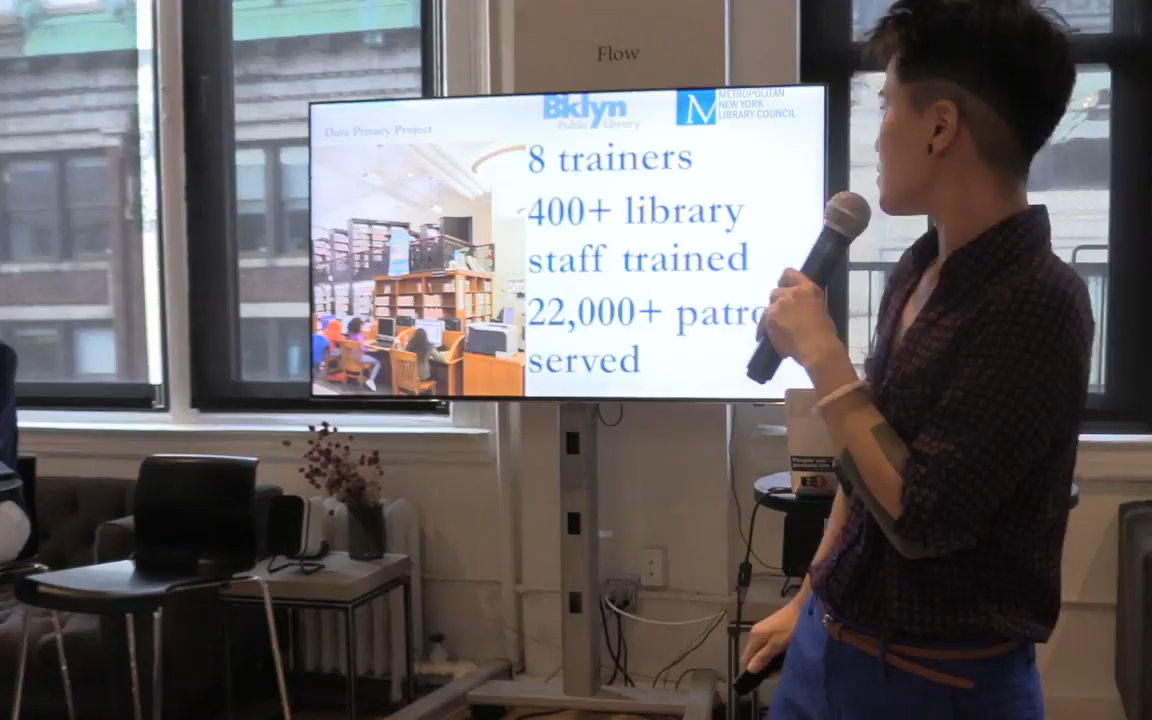 Flow
Data Privacy Project
Bklyn
Public Library
METROPOLITAN
NEW YORK
LIBRARY COUNCIL
M
8 trainers
400+ library
staff trained
22,000+ patro
served